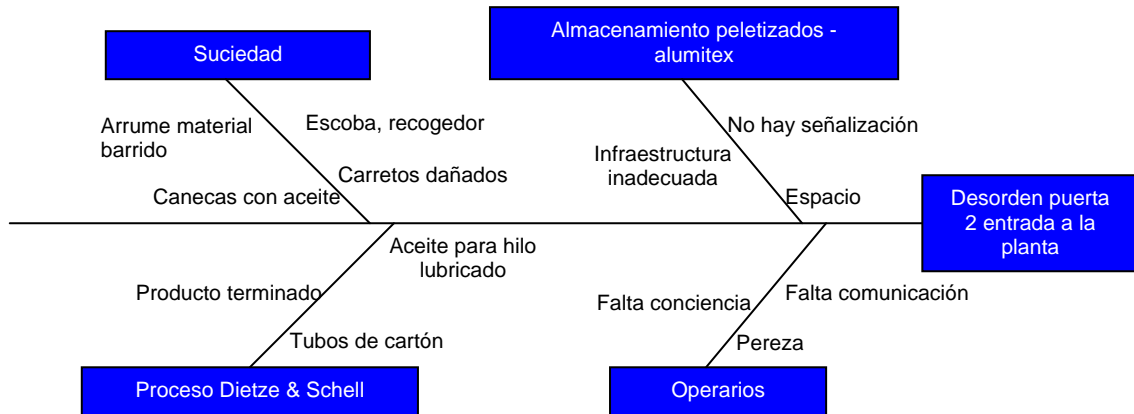 Suciedad
Almacenamiento peletizados -
alumitex
Arrume material
barrido
Escoba, recogedor
Carretos dañados
Canecas con aceite
No hay señalización
Infraestructura
inadecuada
Espacio
Desorden puerta
2 entrada a la
planta
Aceite para hilo
lubricado
Producto terminado
Tubos de cartón
Falta conciencia
Falta comunicación
Pereza
Proceso Dietze & Schell
Operarios